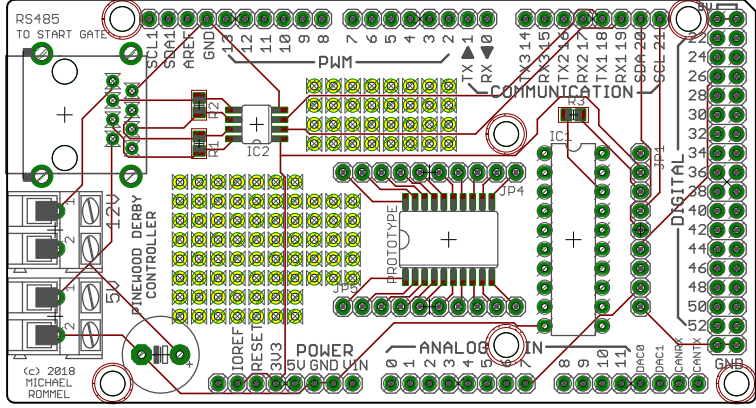 RS485
TO START GATE
SCL1
SDA1
AREF
GND
13
12
11
10
9
8
7
6
5
4
3
2
1
0
PWM
TX
RX
TX3 14
RX3 15
TX2 16
RX2 17
TX1 18
RX1 19
SDA 20
SCL 21
COMMUNICATION
5V
22
24
26
28
30
32
34
36
38
40
42
44
46
48
50
52
GND
DIGITAL
R2
R1
IC2
R3
IC1
JP1
JP4
JP5
PROTOTYPE
1
2
12V
1
2
5V
PINEWOOD DERBY
CONTROLLER
+
IOREF
RESET
3V3
5V
GND
VIN
POWER
ANALOG IN
0
1
2
3
4
5
6
7
8
9
10
11
DAC0
DAC1
CANRX
CANTX
(c) 2018
MICHAEL
ROMMEL